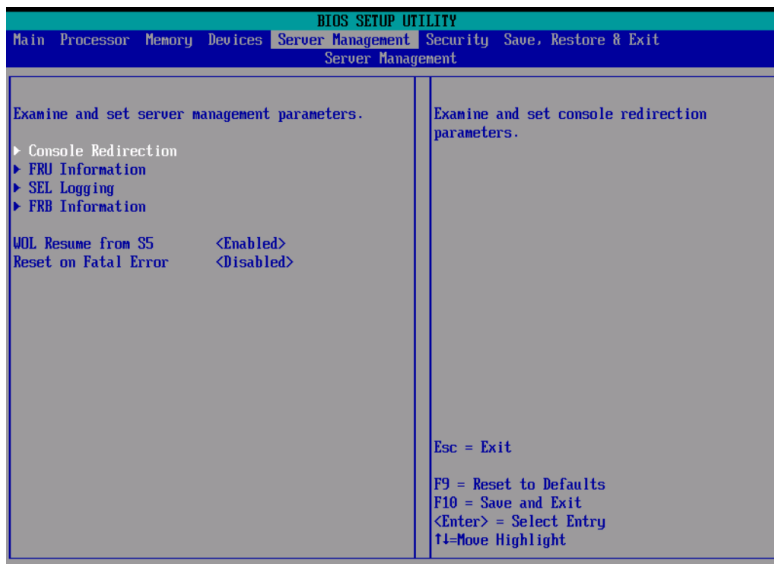 BIOS SETUP UTILITY
Main Processor Memory Devices Server Management Security Save, Restore & Exit
Server Management
Examine and set server management parameters.
▶ Console Redirection
▶ FRU Information
▶ SEL Logging
▶ FRB Information
WOL Resume from S5 <Enabled>
Reset on Fatal Error <Disabled>
Examine and set console redirection
parameters.
Esc = Exit
F9 = Reset to Defaults
F10 = Save and Exit
<Enter> = Select Entry
↑↓=Move Highlight